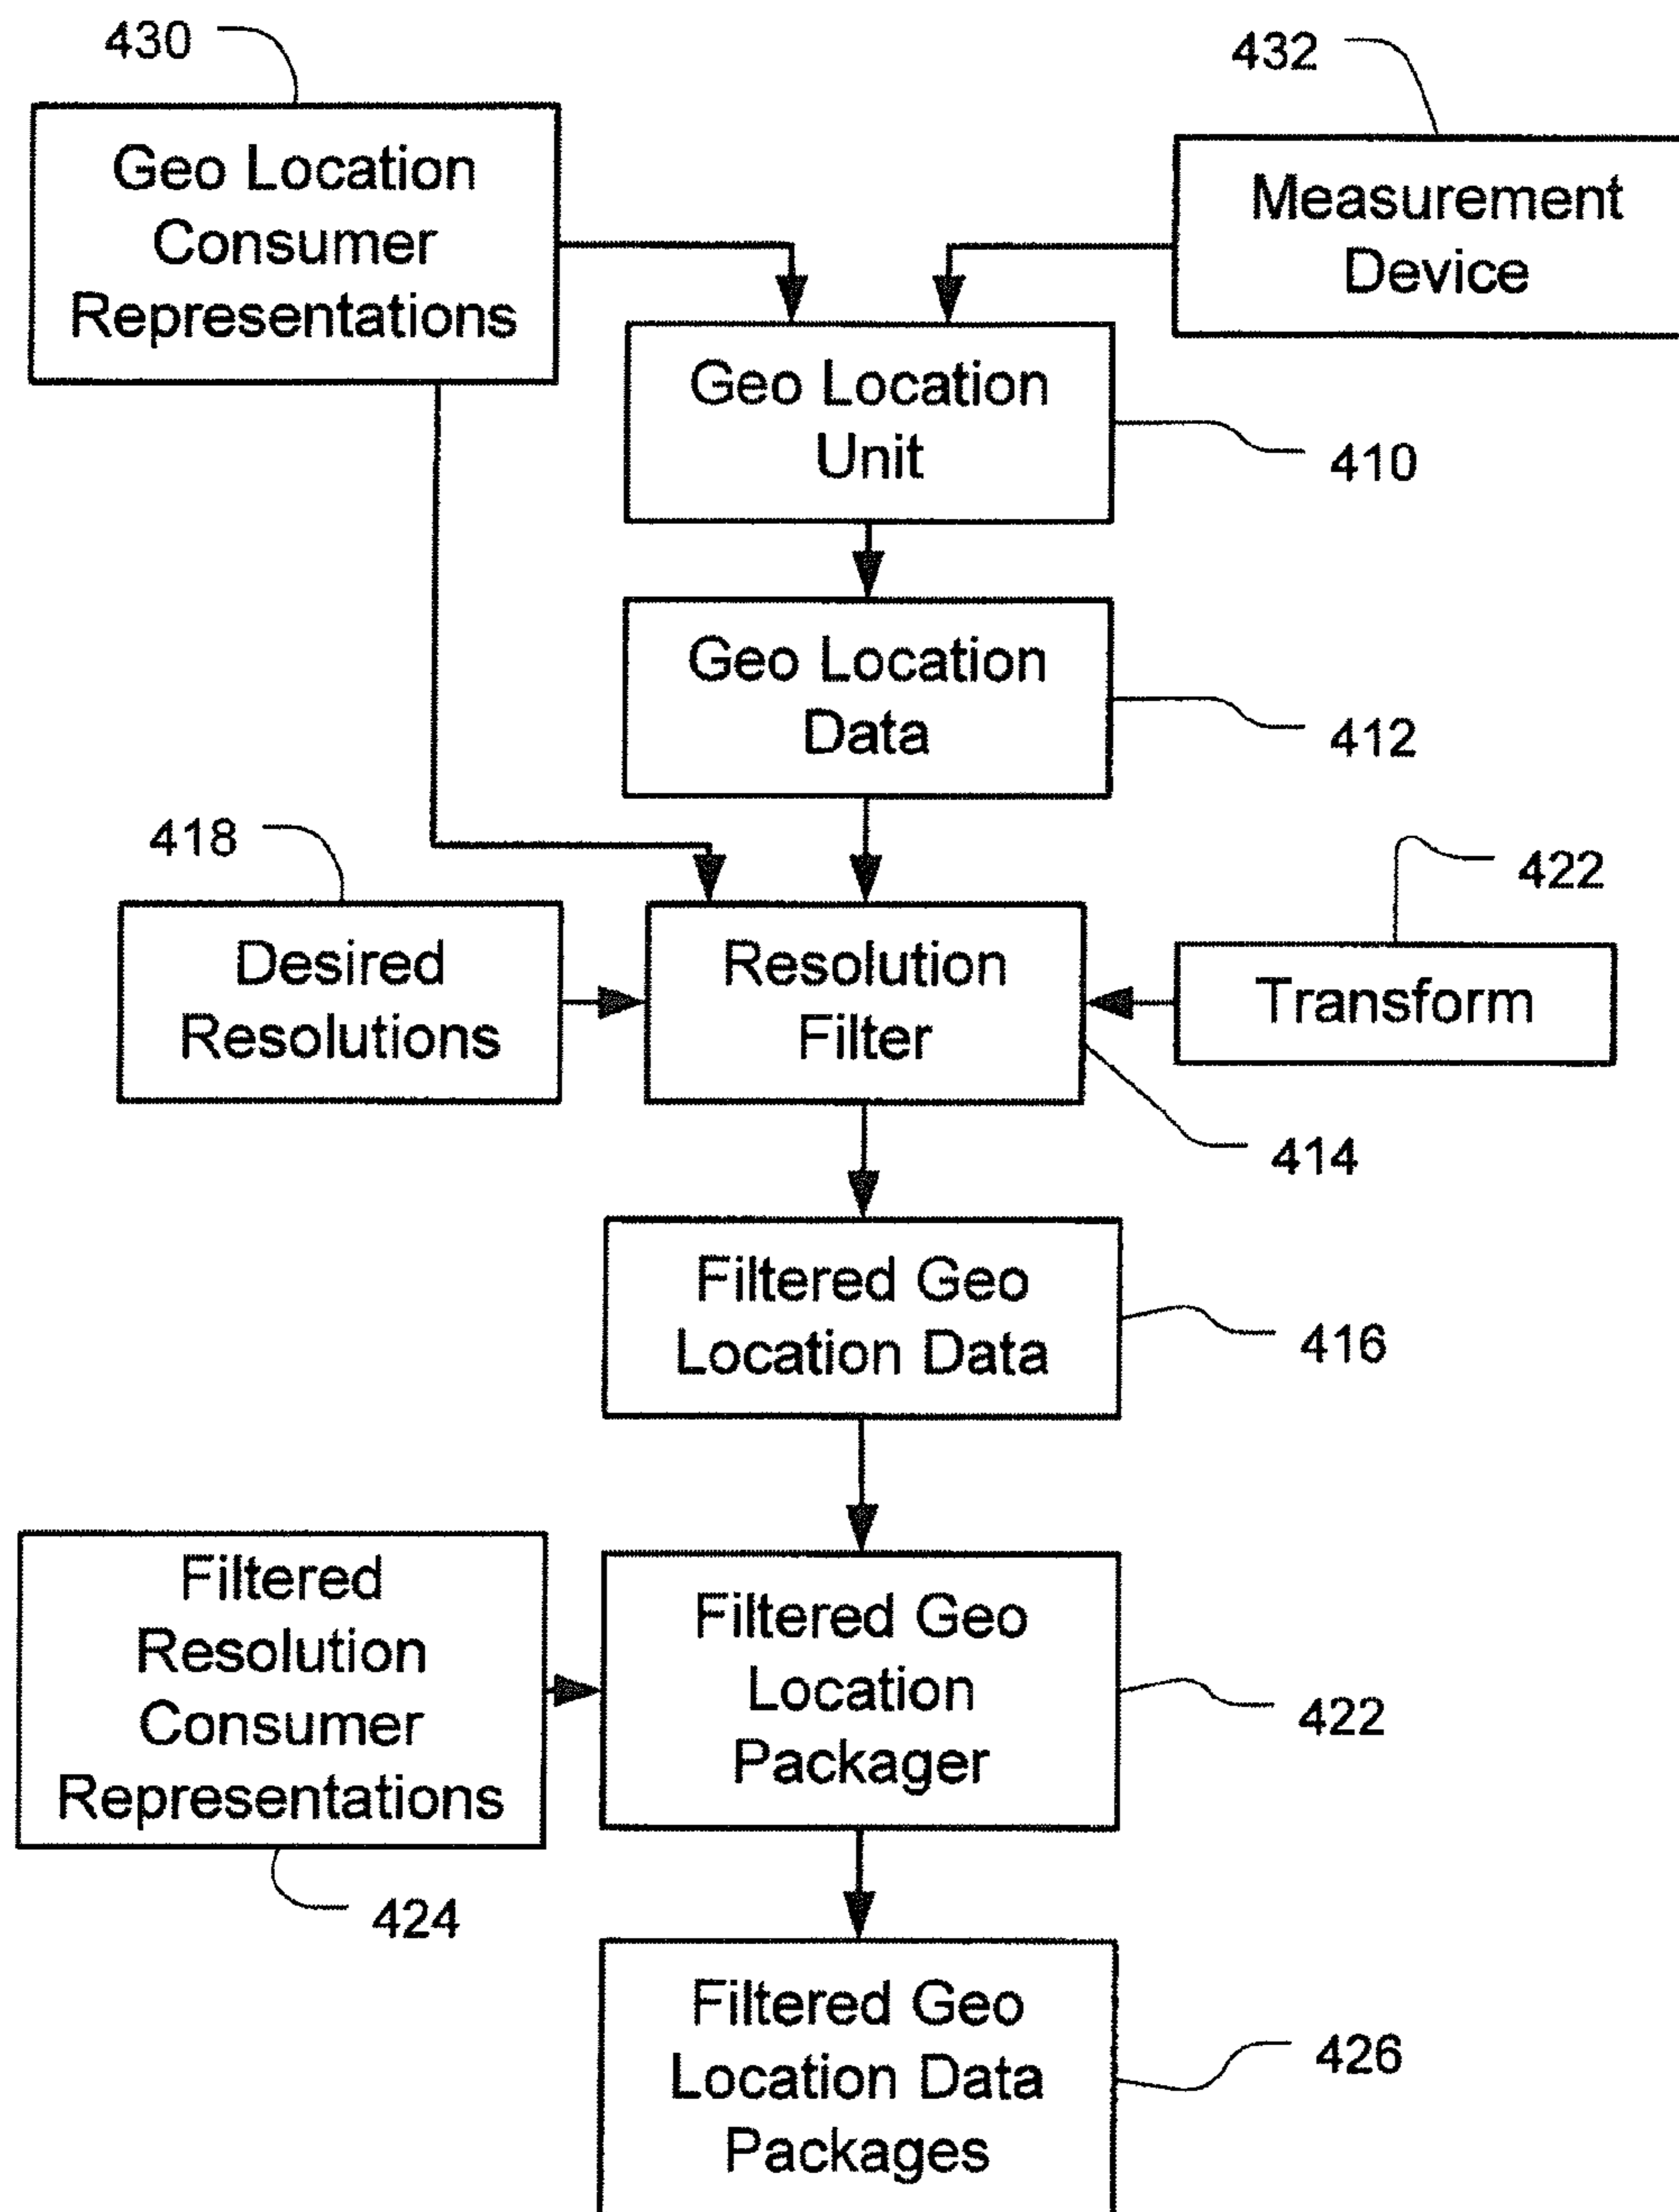 430
432
Geo Location
Consumer
Representations
Measurement
Device
Geo Location
Unit
410
Geo Location
Data
412
418
422
Desired
Resolutions
Resolution
Filter
Transform
414
Filtered Geo
Location Data
416
Filtered
Resolution
Consumer
Representations
Filtered Geo
Location
Packager
422
424
Filtered Geo
Location Data
Packages
426